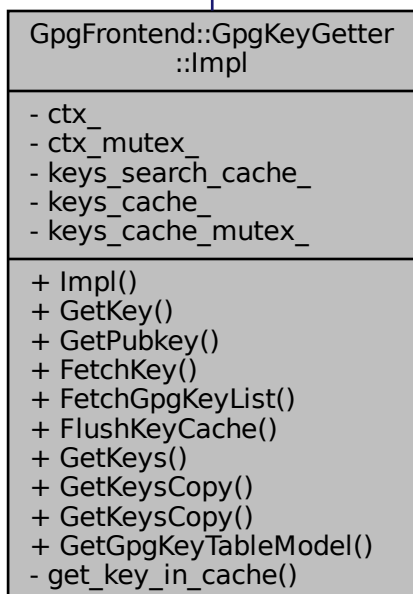 GpgFrontend::GpgKeyGetter
::Impl
- ctx_
- ctx_mutex_
- keys_search_cache_
- keys_cache_
- keys_cache_mutex_
+ Impl()
+ GetKey()
+ GetPubkey()
+ FetchKey()
+ FetchGpgKeyList()
+ FlushKeyCache()
+ GetKeys()
+ GetKeysCopy()
+ GetKeysCopy()
+ GetGpgKeyTableModel()
- get_key_in_cache()